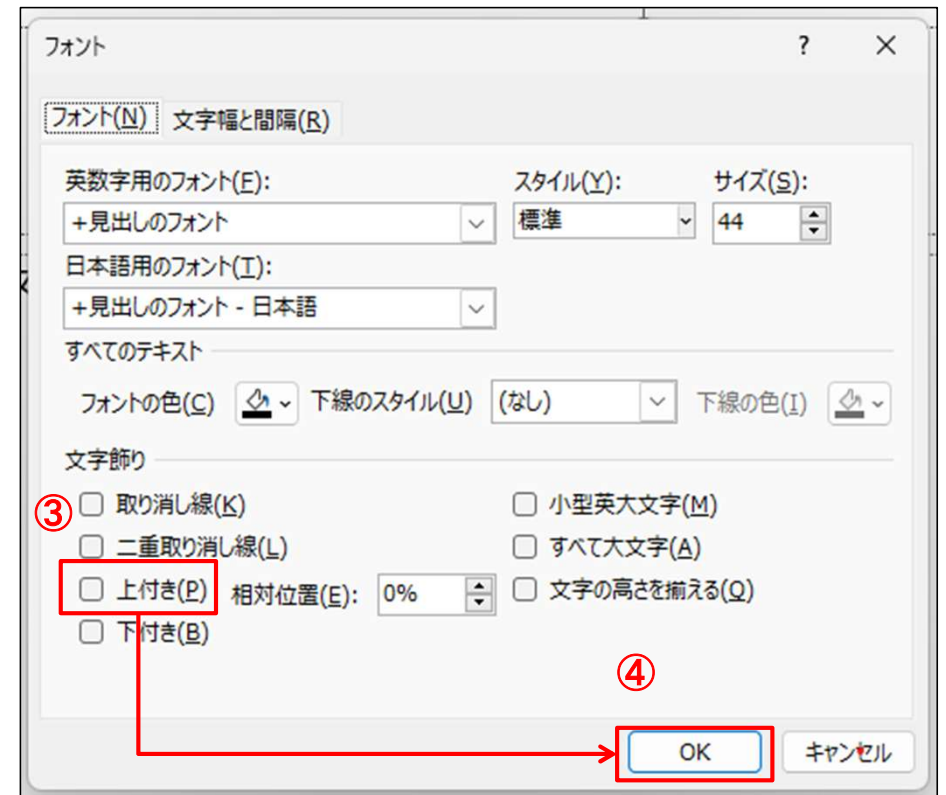 フォント ? ×
フォント(N) 文字幅と間隔(R)
英数字用のフォント(F): スタイル(Y): サイズ(S):
+見出しのフォント 標準 44
日本語用のフォント(T):
+見出しのフォント - 日本語
すべてのテキスト
フォントの色(C) 下線のスタイル(U) (なし) 下線の色(I)
文字飾り
③ 取り消し線(K) 小型英大文字(M)
二重取り消し線(L) すべて大文字(A)
上付き(P) 相対位置(E): 0% 文字の高さを揃える(Q)
下付き(B)
④
OK キャンセル